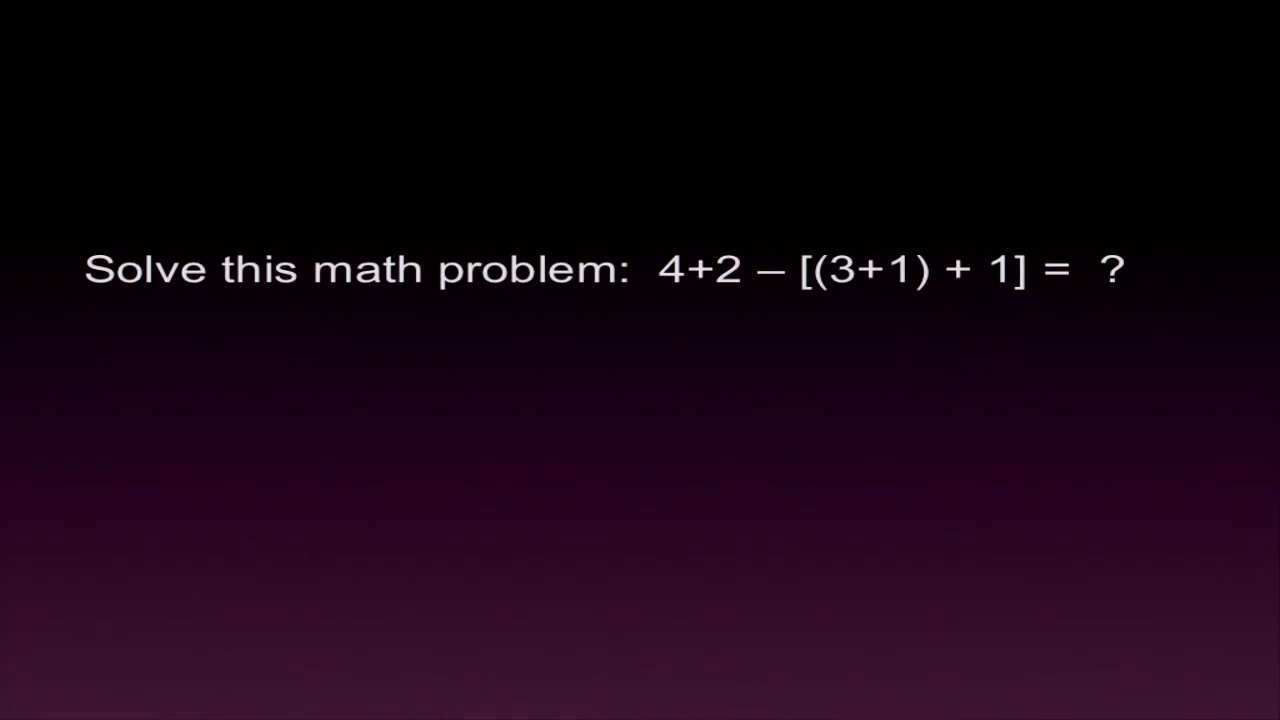 Solve this math problem:  4+2 – [(3+1) + 1] =  ?